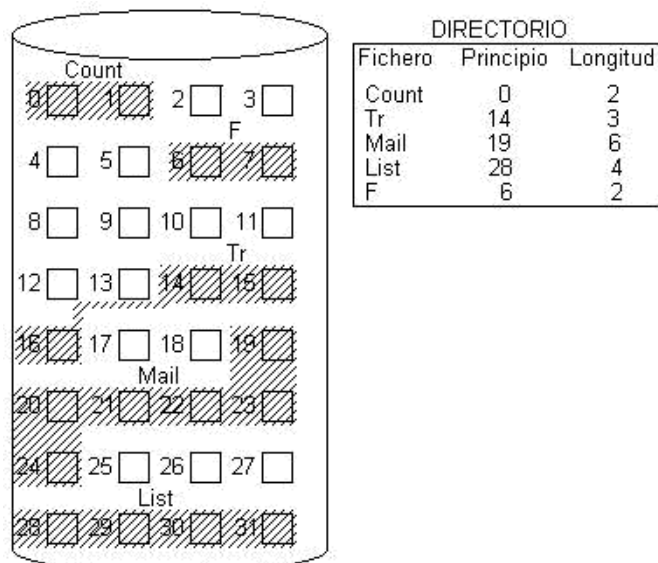 Count
0 1 2 3
F
4 5 6 7
8 9 10 11
Tr
12 13 14 15
16 17 18 19
Mail
20 21 22 23
24 25 26 27
List
28 29 30 31
DIRECTORIO
Fichero Principio Longitud
Count 0 2
Tr 14 3
Mail 19 6
List 28 4
F 6 2